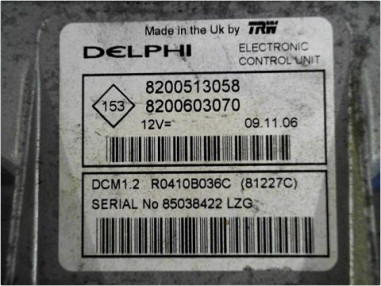 Made in the Uk by TRW
DELPHI ELECTRONIC
CONTROL UNIT
153
8200513058
8200603070
12V= 09.11.06
DCM1.2 R0410B036C (81227C)
SERIAL No 85038422 LZG